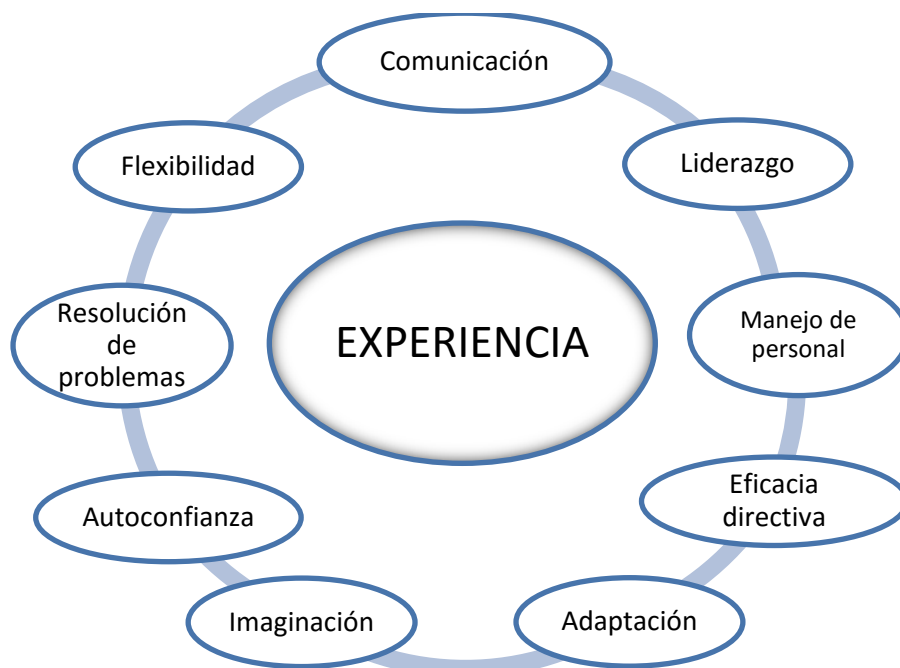 Comunicación
Flexibilidad
Liderazgo
Resolución
de
problemas
EXPERIENCIA
Manejo de
personal
Autoconfianza
Eficacia
directiva
Imaginación
Adaptación